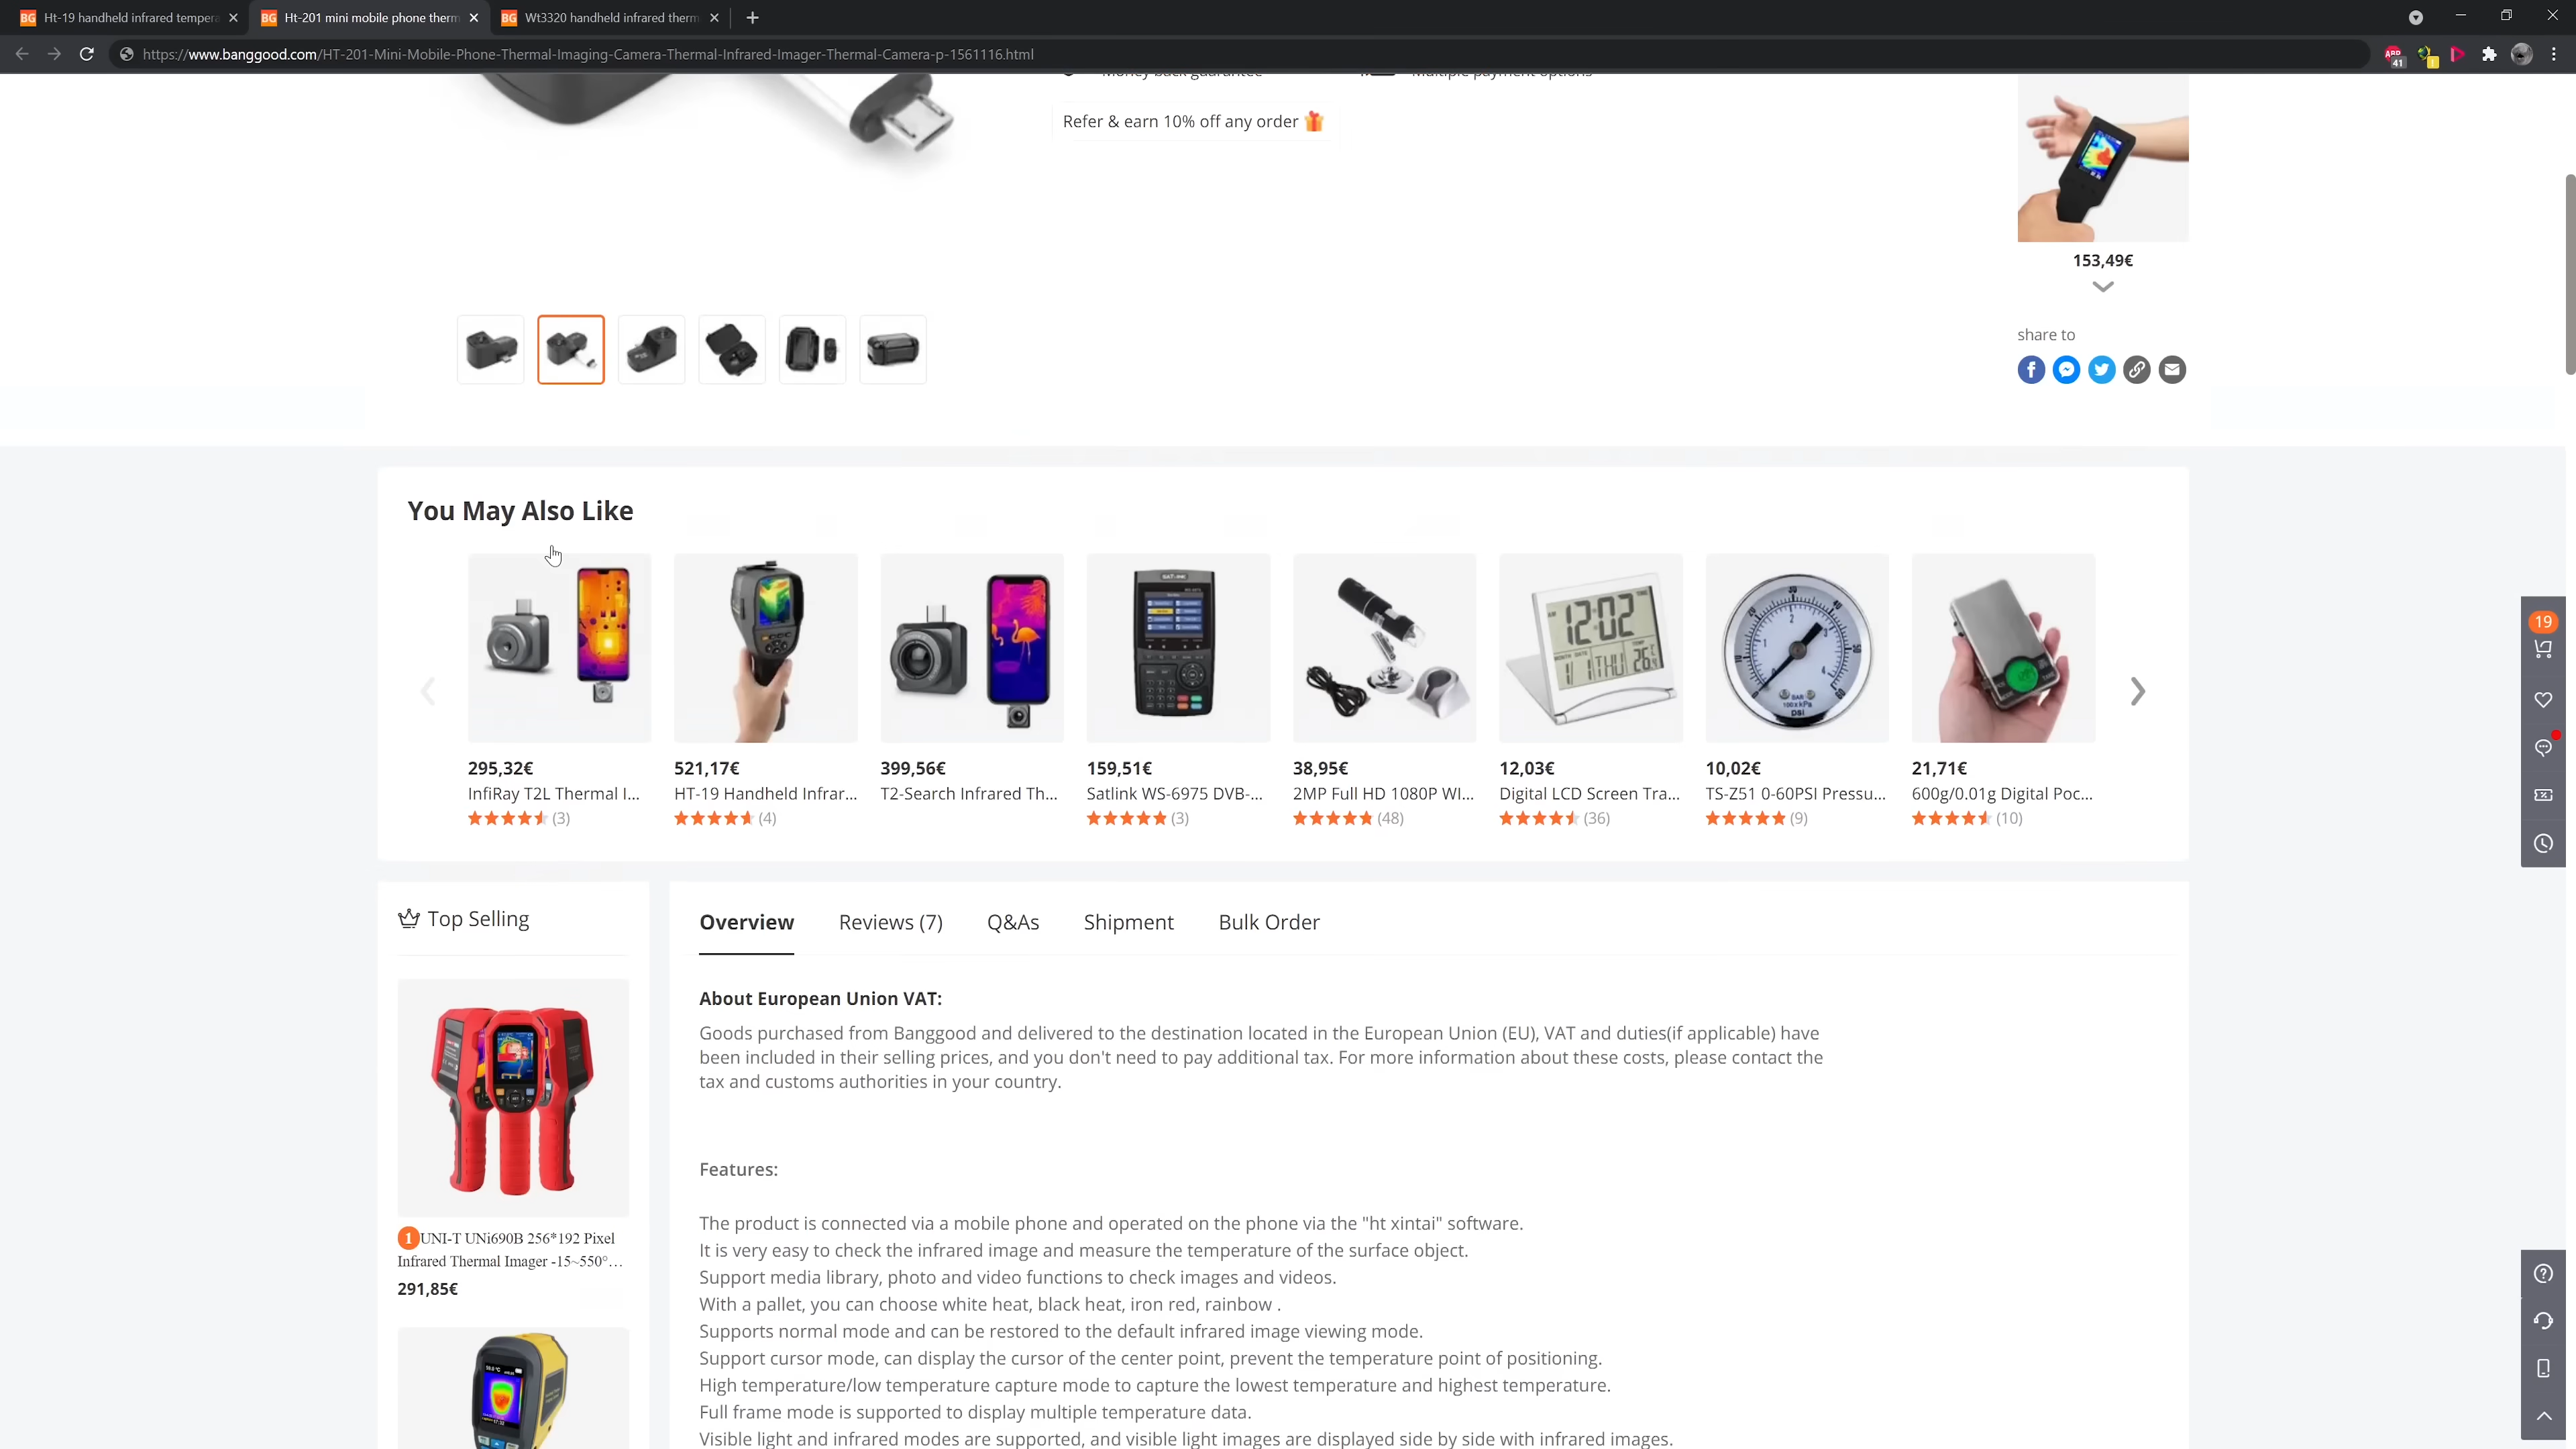 BG Ht-19 handheld infrared tempera
BG Ht-201 mini mobile phone therm
BG Wt3320 handheld infrared therm
https://www.banggood.com/HT-201-Mini-Mobile-Phone-Thermal-Imaging-Camera-Thermal-Infrared-Imager-Thermal-Camera-p-1561116.html
41
Money back guarantee
Multiple payment options
Refer & earn 10% off any order
153,49€
share to
You May Also Like
295,32€
InfiRay T2L Thermal I...
(3)
521,17€
HT-19 Handheld Infrar...
(4)
399,56€
T2-Search Infrared Th...
159,51€
Satlink WS-6975 DVB-...
(3)
38,95€
2MP Full HD 1080P WI...
(48)
12:02
12,03€
Digital LCD Screen Tra...
(36)
BAR
100xkPa
psi
10,02€
TS-Z51 0-60PSI Pressu...
(9)
21,71€
600g/0.01g Digital Poc...
(10)
19
Top Selling
1 UNI-T UNi690B 256*192 Pixel
Infrared Thermal Imager -15~550°...
291,85€
Overview
Reviews (7)
Q&As
Shipment
Bulk Order
About European Union VAT:
Goods purchased from Banggood and delivered to the destination located in the European Union (EU), VAT and duties(if applicable) have
been included in their selling prices, and you don't need to pay additional tax. For more information about these costs, please contact the
tax and customs authorities in your country.
Features:
The product is connected via a mobile phone and operated on the phone via the "ht xintai" software.
It is very easy to check the infrared image and measure the temperature of the surface object.
Support media library, photo and video functions to check images and videos.
With a pallet, you can choose white heat, black heat, iron red, rainbow .
Supports normal mode and can be restored to the default infrared image viewing mode.
Support cursor mode, can display the cursor of the center point, prevent the temperature point of positioning.
High temperature/low temperature capture mode to capture the lowest temperature and highest temperature.
Full frame mode is supported to display multiple temperature data.
Visible light and infrared modes are supported, and visible light images are displayed side by side with infrared images.